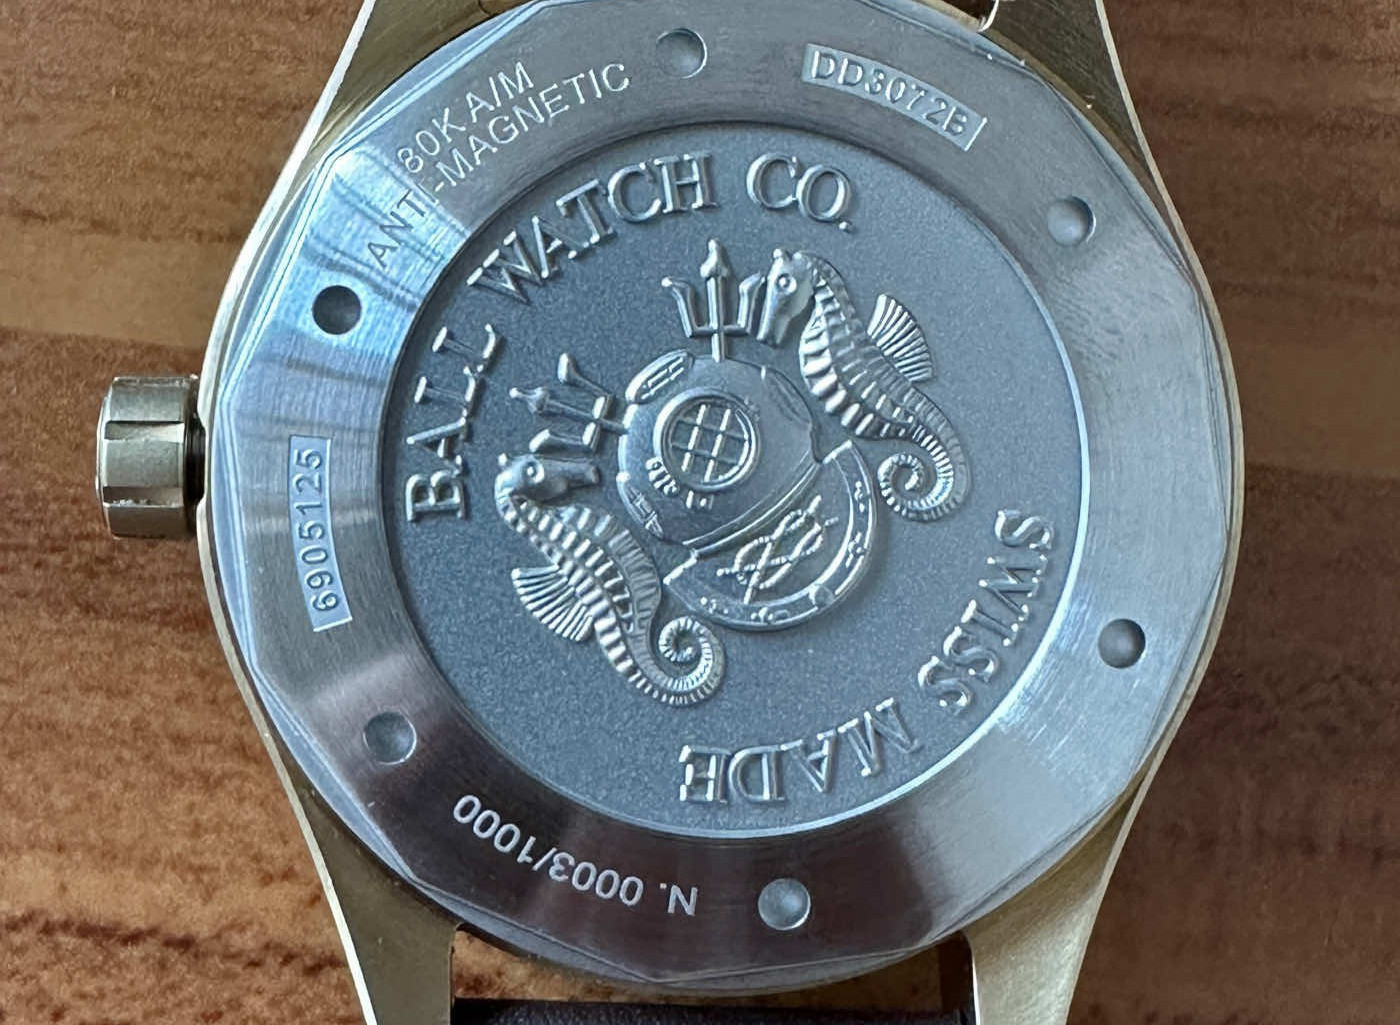 80K A/M
ANTI-MAGNETIC
DD3072B
BALL WATCH CO.
SWISS MADE
6905125
N. 0003/1000